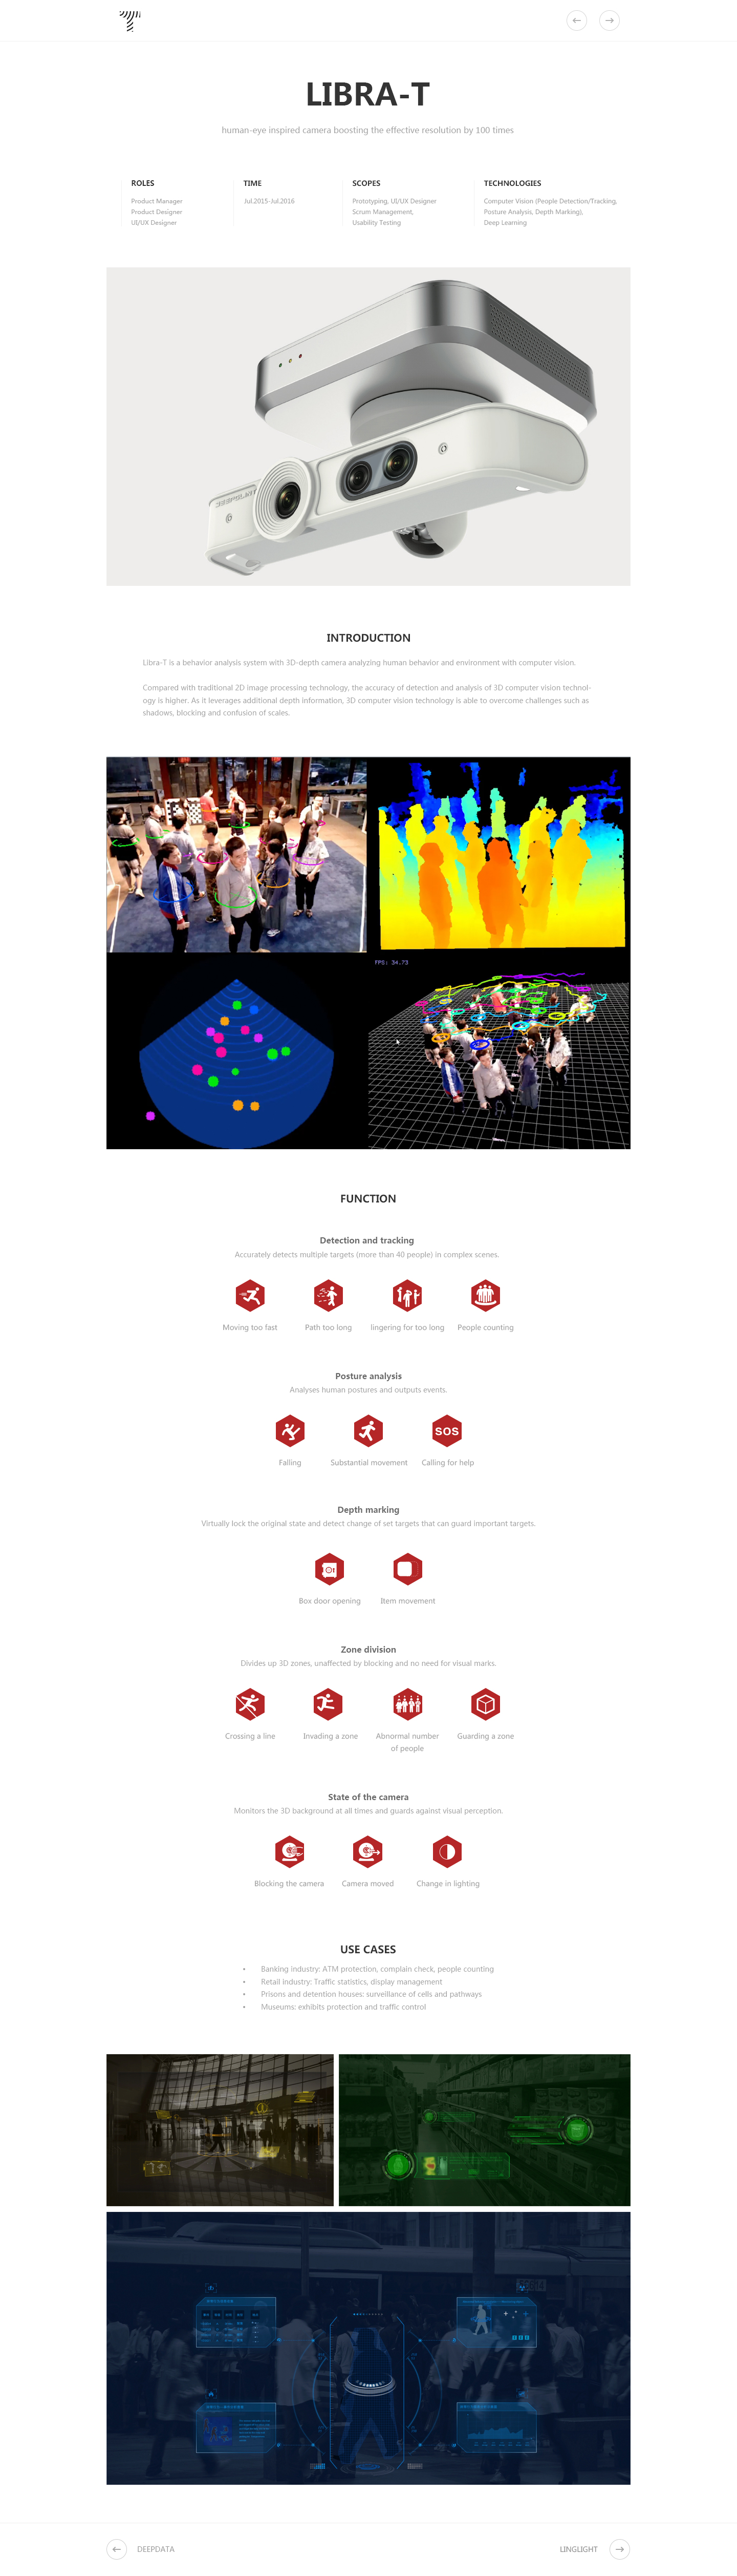 LIBRA-T
human-eye inspired camera boosting the effective resolution by 100 times
ROLES
Product Manager
Product Designer
UI/UX Designer
TIME
Jul.2015-Jul.2016
SCOPES
Prototyping, UI/UX Designer
Scrum Management,
Usability Testing
TECHNOLOGIES
Computer Vision (People Detection/Tracking,
Posture Analysis, Depth Marking),
Deep Learning
INTRODUCTION
Libra-T is a behavior analysis system with 3D-depth camera analyzing human behavior and environment with computer vision.
Compared with traditional 2D image processing technology, the accuracy of detection and analysis of 3D computer vision technol-
ogy is higher. As it leverages additional depth information, 3D computer vision technology is able to overcome challenges such as
shadows, blocking and confusion of scales.
FPS: 34.73
FUNCTION
Detection and tracking
Accurately detects multiple targets (more than 40 people) in complex scenes.
Moving too fast
Path too long
lingering for too long
People counting
Posture analysis
Analyses human postures and outputs events.
SOS
Falling
Substantial movement
Calling for help
Depth marking
Virtually lock the original state and detect change of set targets that can guard important targets.
Box door opening
Item movement
Zone division
Divides up 3D zones, unaffected by blocking and no need for visual marks.
Crossing a line
Invading a zone
Abnormal number
of people
Guarding a zone
State of the camera
Monitors the 3D background at all times and guards against visual perception.
Blocking the camera
Camera moved
Change in lighting
USE CASES
• Banking industry: ATM protection, complain check, people counting
• Retail Industry: Traffic statistics, display management
• Prisons and detention houses: surveillance of cells and pathways
• Museums: exhibits protection and traffic control
DEEPDATA
LINGLIGHT